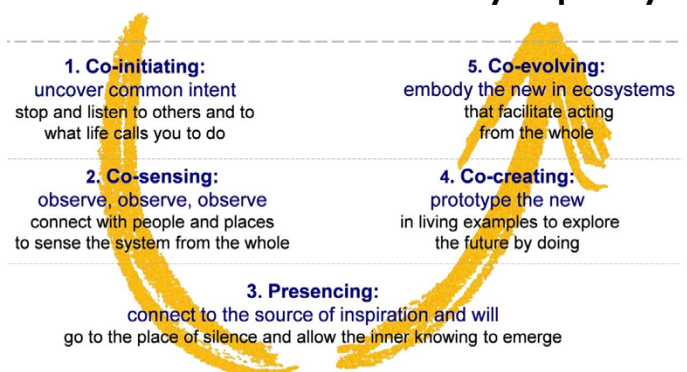 1. Co-initiating:
uncover common intent
stop and listen to others and to
what life calls you to do
5. Co-evolving:
embody the new in ecosystems
that facilitate acting
from the whole
2. Co-sensing:
observe, observe, observe
connect with people and places
to sense the system from the whole
4. Co-creating:
prototype the new
in living examples to explore
the future by doing
3. Presencing:
connect to the source of inspiration and will
go to the place of silence and allow the inner knowing to emerge